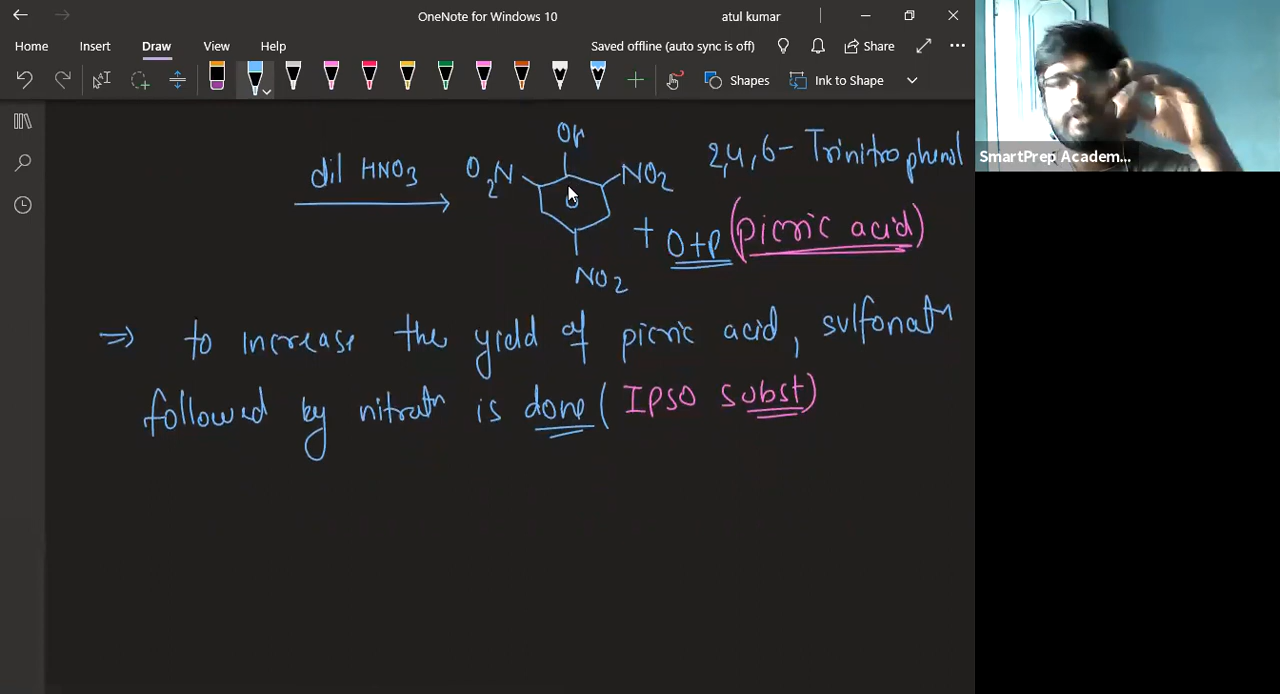 OneNote for Windows 10
atul kumar
Home Insert Draw View Help
Saved offline (auto sync is off)
Share
Shapes
Ink to Shape
SmartPrep Academ...
dil HNO3
OH
O2N
NO2
NO2
2,4,6- Trinitrophenol
+ O+P (picric acid)
⇒ to increase the yield of picric acid, sulfonatn
followed by nitratn is done (IPSO subst)